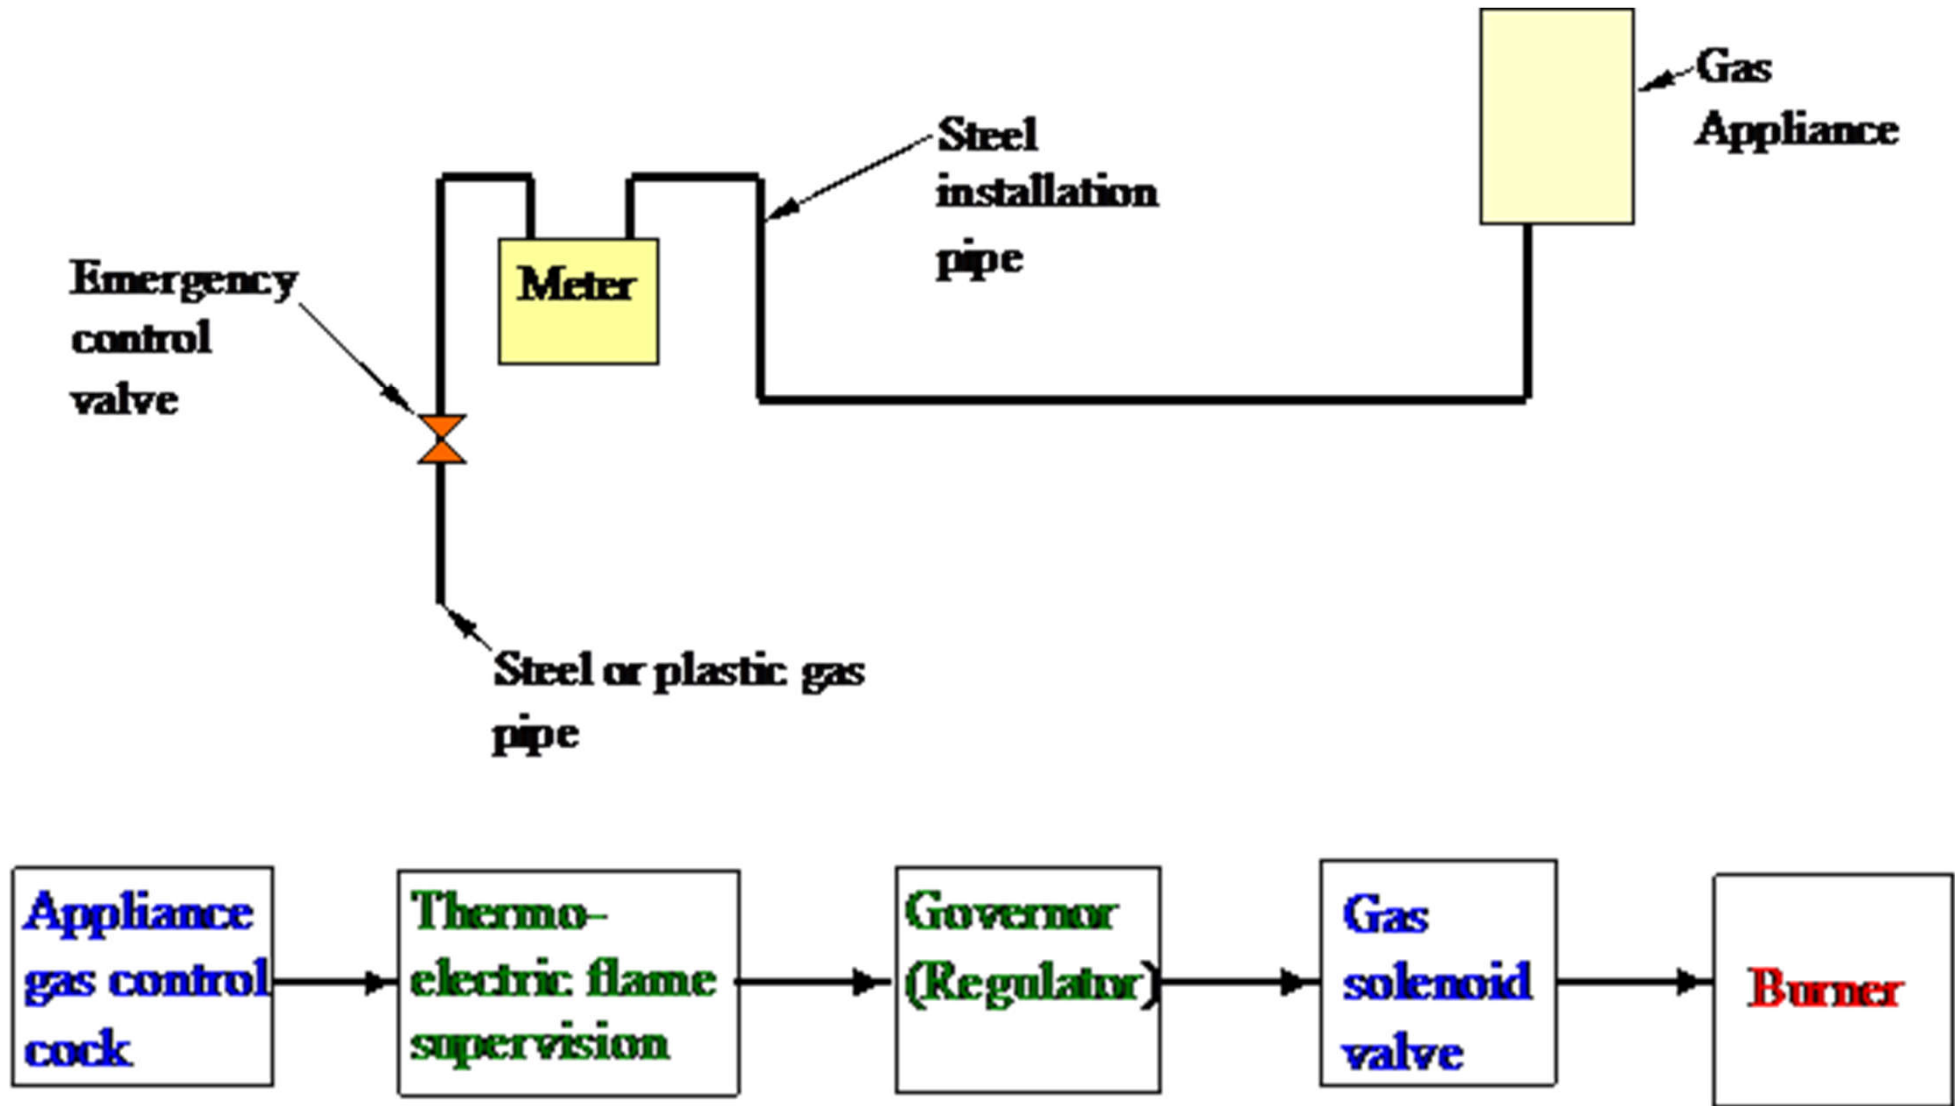 Gas
Appliance
Steel
installation
pipe
Emergency
control
valve
Meter
Steel or plastic gas
pipe
Appliance
gas control
cock
Thermo-
electric flame
supervision
Governor
(Regulator)
Gas
solenoid
valve
Burner